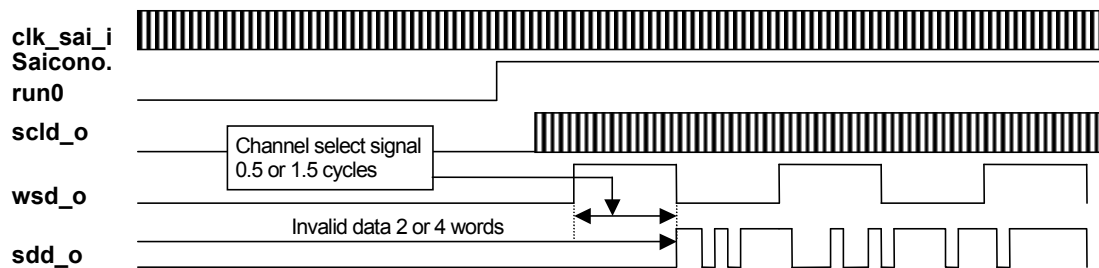 clk_sai_i
Saicono.
run0
scld_o
Channel select signal
0.5 or 1.5 cycles
wsd_o
Invalid data 2 or 4 words
sdd_o